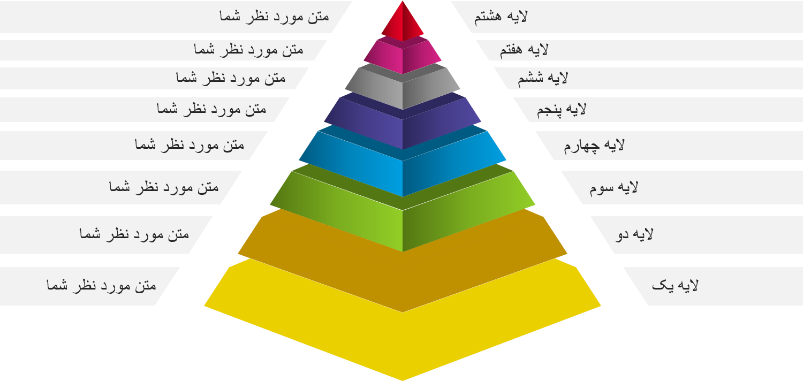 لایه هشتم
متن مورد نظر شما
لایه هفتم
متن مورد نظر شما
لایه ششم
متن مورد نظر شما
لایه پنجم
متن مورد نظر شما
لایه چهارم
متن مورد نظر شما
لایه سوم
متن مورد نظر شما
لایه دو
متن مورد نظر شما
لایه یک
متن مورد نظر شما